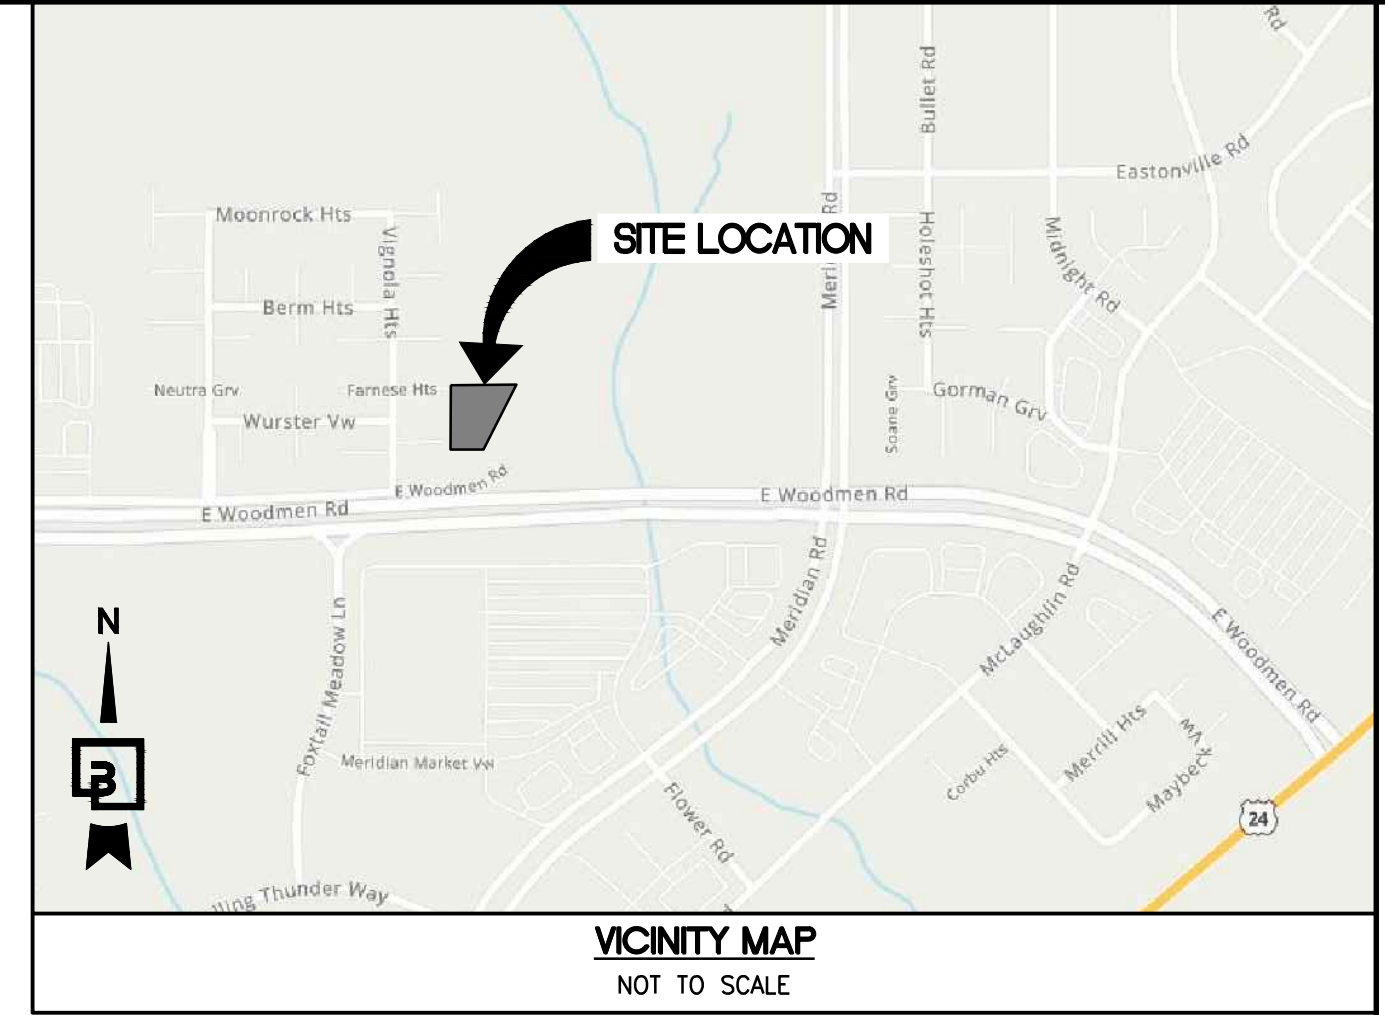 Rd
Bullet Rd
Eastonville Rd
Moonrock Hts
Vignola Hts
SITE LOCATION
Rd
Meri
Holeshot Hts
Midnight Rd
Berm Hts
Neutra Grv
Farnese Hts
Soane Grv
Gorman Grv
Wurster Vw
E Woodmen Rd
E Woodmen Rd
E Woodmen Rd
Meridian Rd
McLaughlin Rd
E Woodmen Rd
N
Foxtail Meadow Ln
B
Meridian Market Vw
Corbu Hts
Merrill Hts
Maybeck Vw
Flower Rd
24
lling Thunder Way
VICINITY MAP
NOT TO SCALE